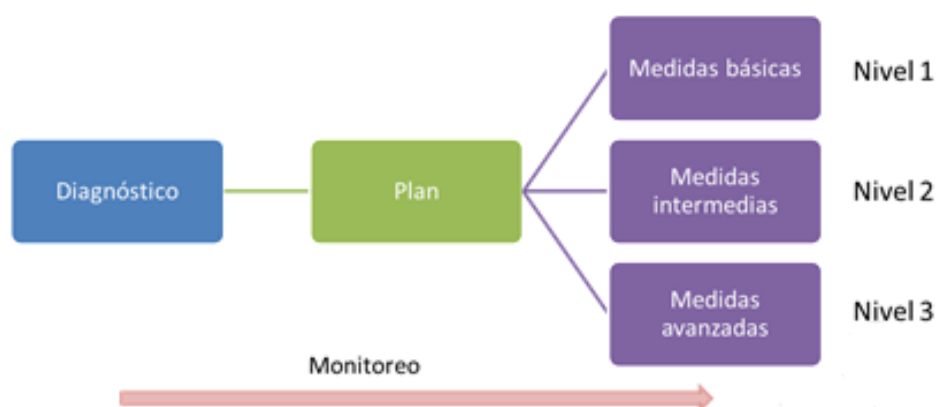 Medidas básicas
Nivel 1
Diagnóstico
Plan
Medidas
intermedias
Nivel 2
Medidas
avanzadas
Nivel 3
Monitoreo